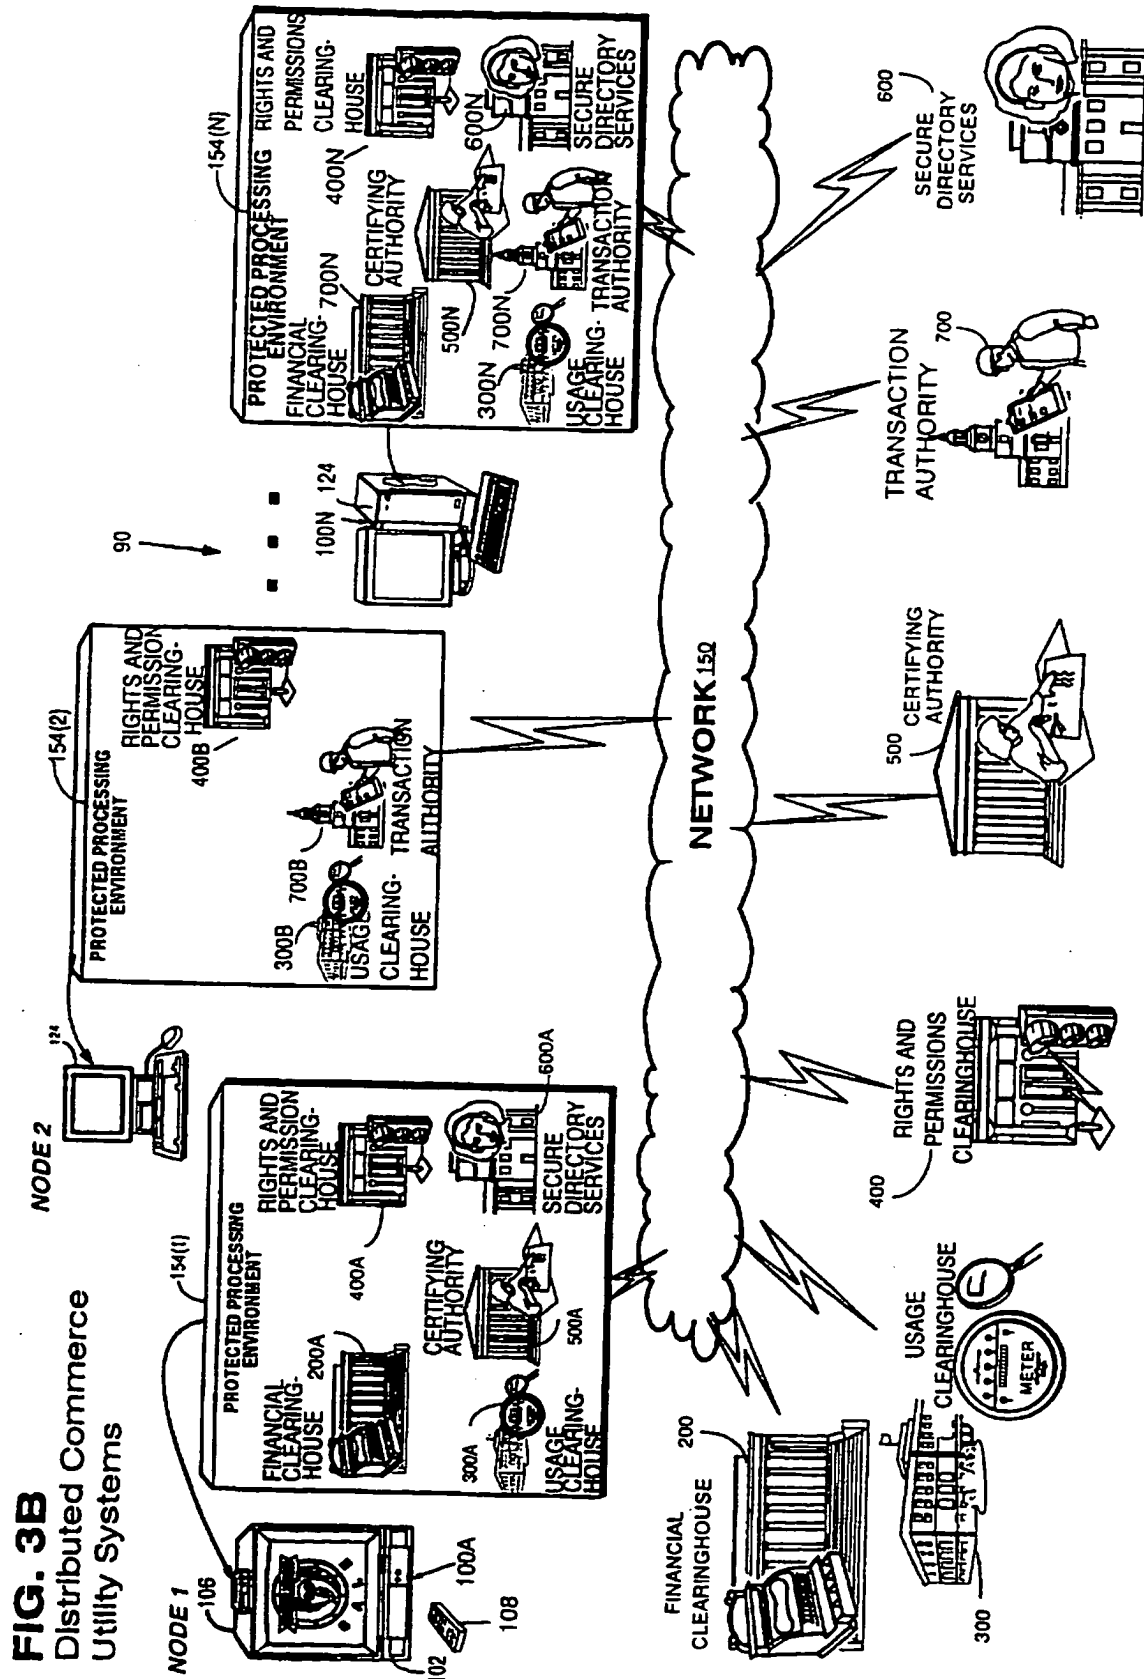 FIG. 3B
Distributed Commerce
Utility Systems
NODE 1
106
102
100A
108
154(1)
PROTECTED PROCESSING
ENVIRONMENT
FINANCIAL
CLEARING-
HOUSE
200A
RIGHTS AND
PERMISSION
CLEARING-
HOUSE
400A
CERTIFYING
AUTHORITY
500A
300A
USAGE
CLEARING-
HOUSE
SECURE
DIRECTORY
SERVICES
600A
NODE 2
124
154(2)
PROTECTED PROCESSING
ENVIRONMENT
RIGHTS AND
PERMISSION
CLEARING-
HOUSE
400B
300B
USAGE
CLEARING-
HOUSE
700B
TRANSACTION
AUTHORITY
90
100N
124
154(N)
PROTECTED PROCESSING
ENVIRONMENT
FINANCIAL
CLEARING-
HOUSE
700N
RIGHTS AND
PERMISSIONS
CLEARING-
HOUSE
400N
CERTIFYING
AUTHORITY
500N
600N
SECURE
DIRECTORY
SERVICES
300N
USAGE
CLEARING-
HOUSE
700N
TRANSACTION
AUTHORITY
NETWORK 150
FINANCIAL
CLEARINGHOUSE
200
300
USAGE
CLEARINGHOUSE
METER
400
RIGHTS AND
PERMISSIONS
CLEARINGHOUSE
500
CERTIFYING
AUTHORITY
TRANSACTION
AUTHORITY
700
SECURE
DIRECTORY
SERVICES
600